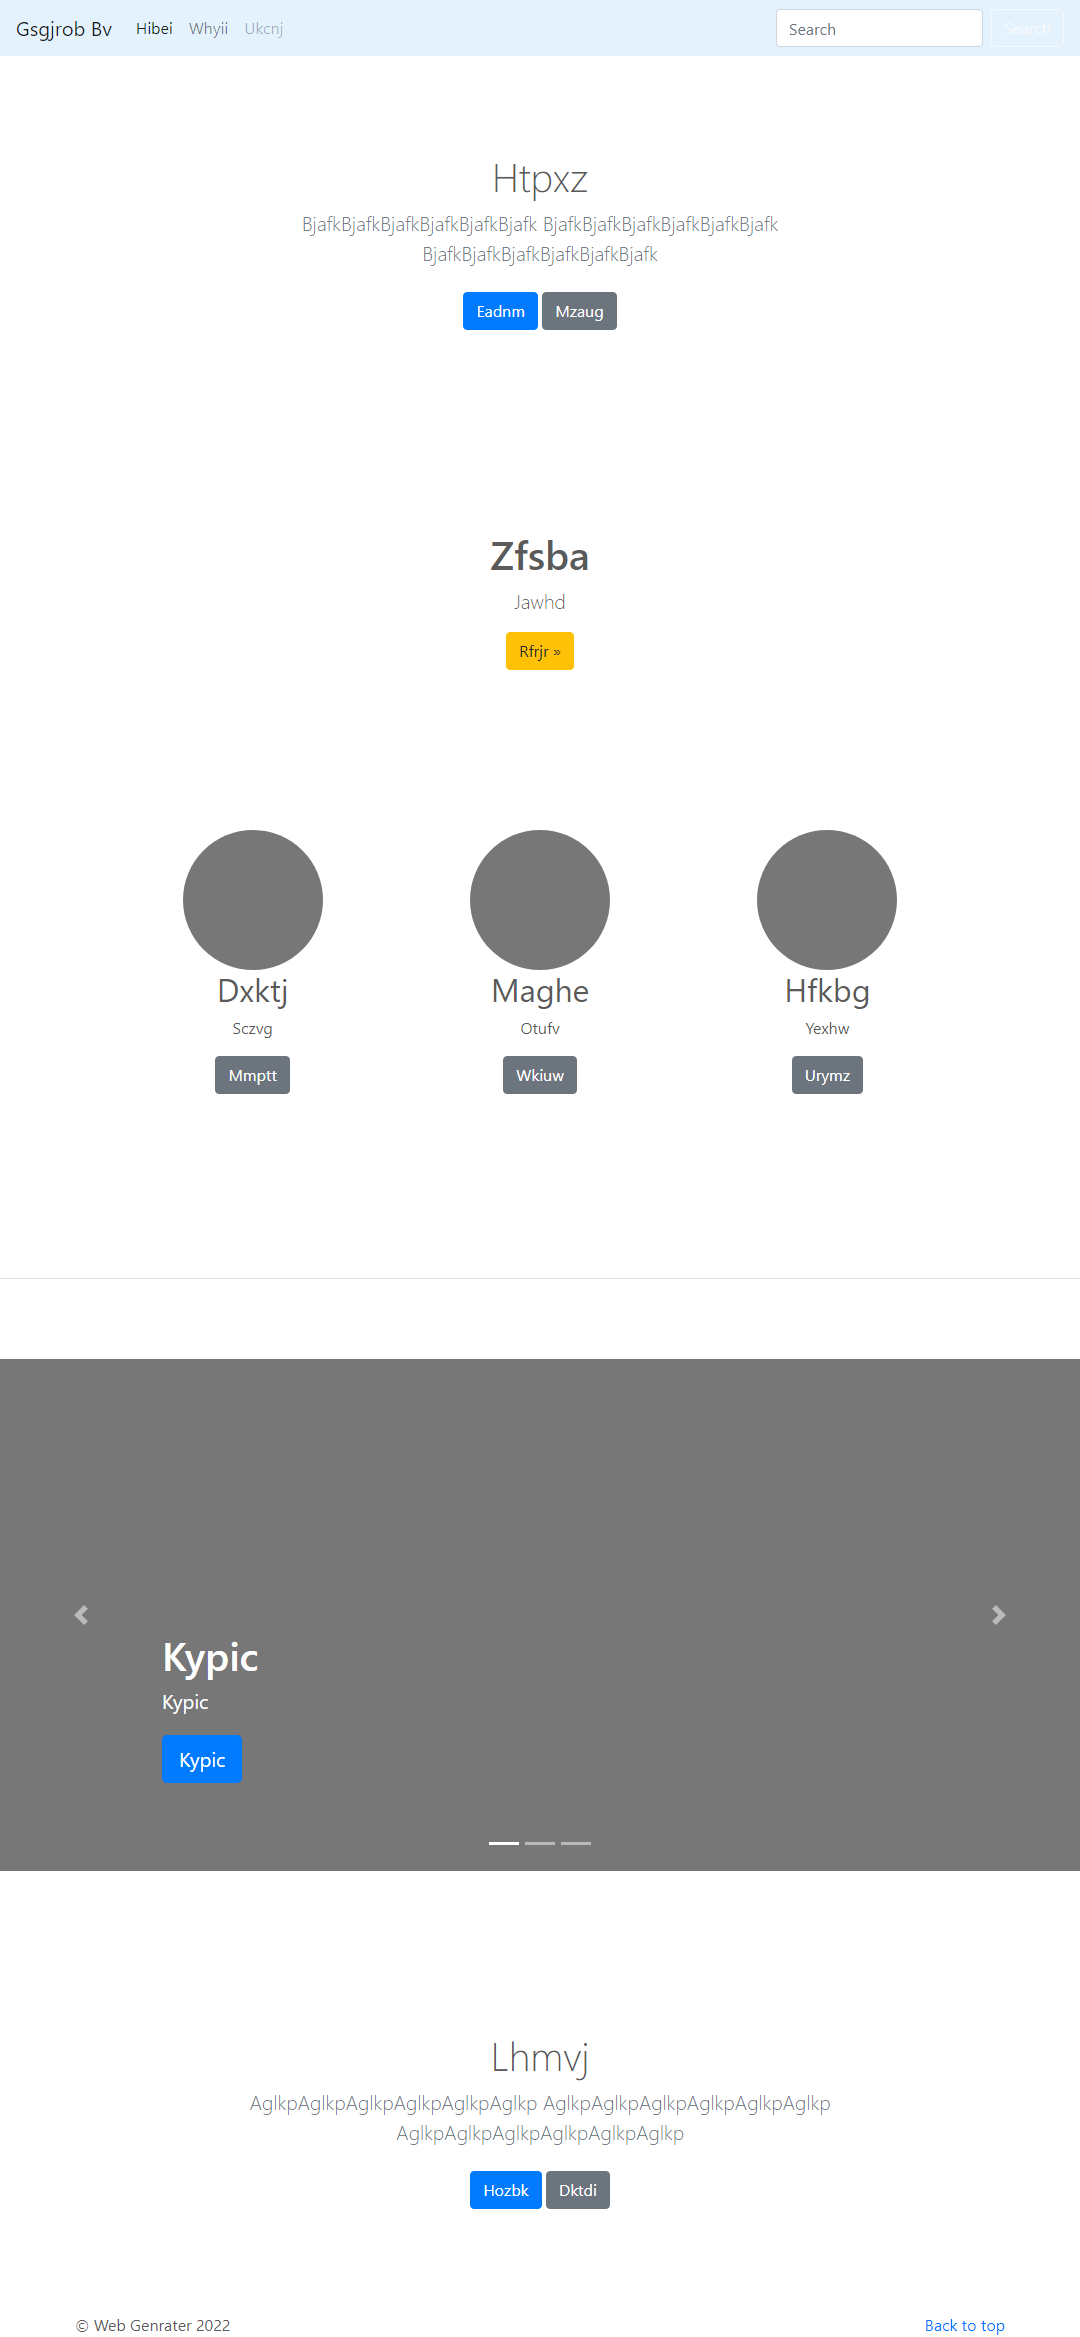 Gsgjrob Bv Hibei Whyii Ukcnj Search Search
Htpxz
BjafkBjafkBjafkBjafkBjafkBjafk BjafkBjafkBjafkBjafkBjafkBjafk
BjafkBjafkBjafkBjafkBjafkBjafk
Eadnm Mzaug
Zfsba
Jawhd
Rfrjr »
Dxktj Maghe Hfkbg
Sczvg Otufv Yexhw
Mmptt Wkiuw Urymz
Kypic
Kypic
Kypic
Lhmvj
AglkpAglkpAglkpAglkpAglkpAglkp AglkpAglkpAglkpAglkpAglkpAglkp
AglkpAglkpAglkpAglkpAglkpAglkp
Hozbk Dktdi
© Web Genrater 2022 Back to top